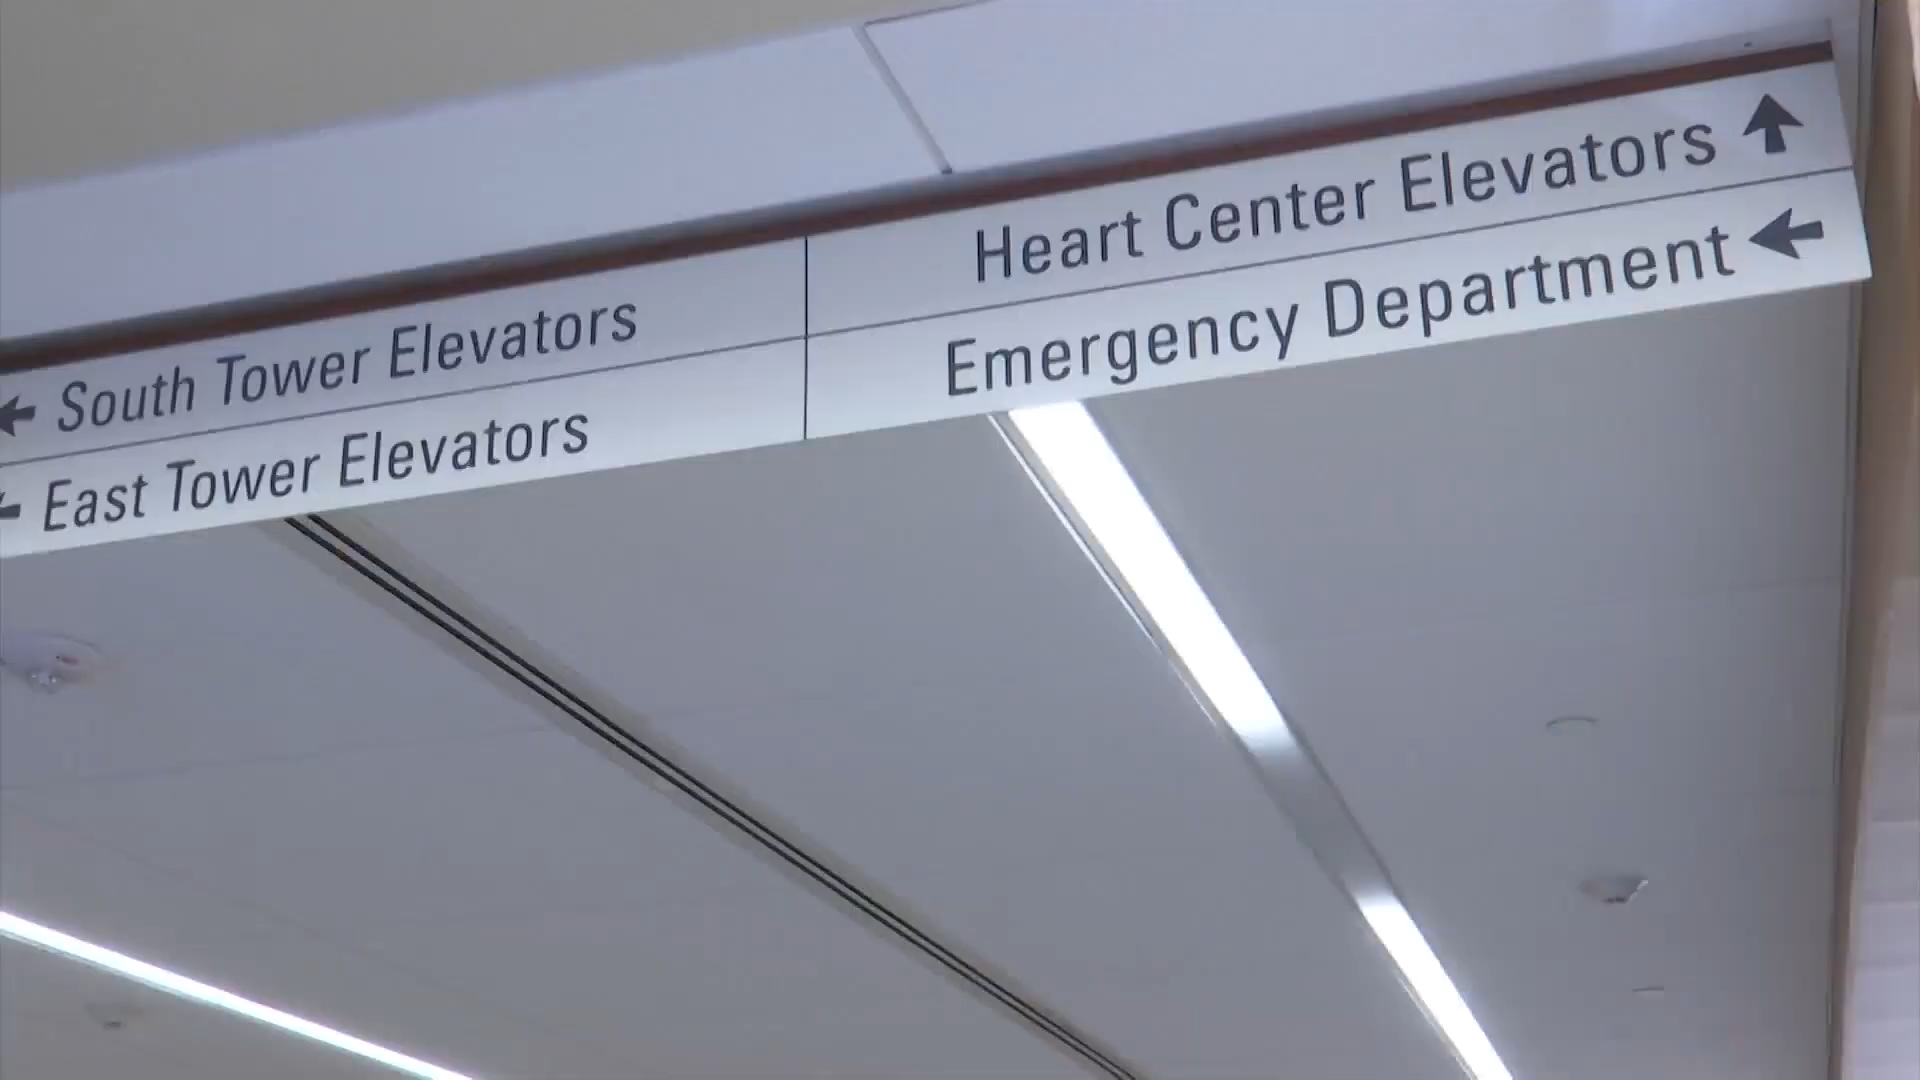 ← South Tower Elevators
← East Tower Elevators
Heart Center Elevators ↑
Emergency Department ←